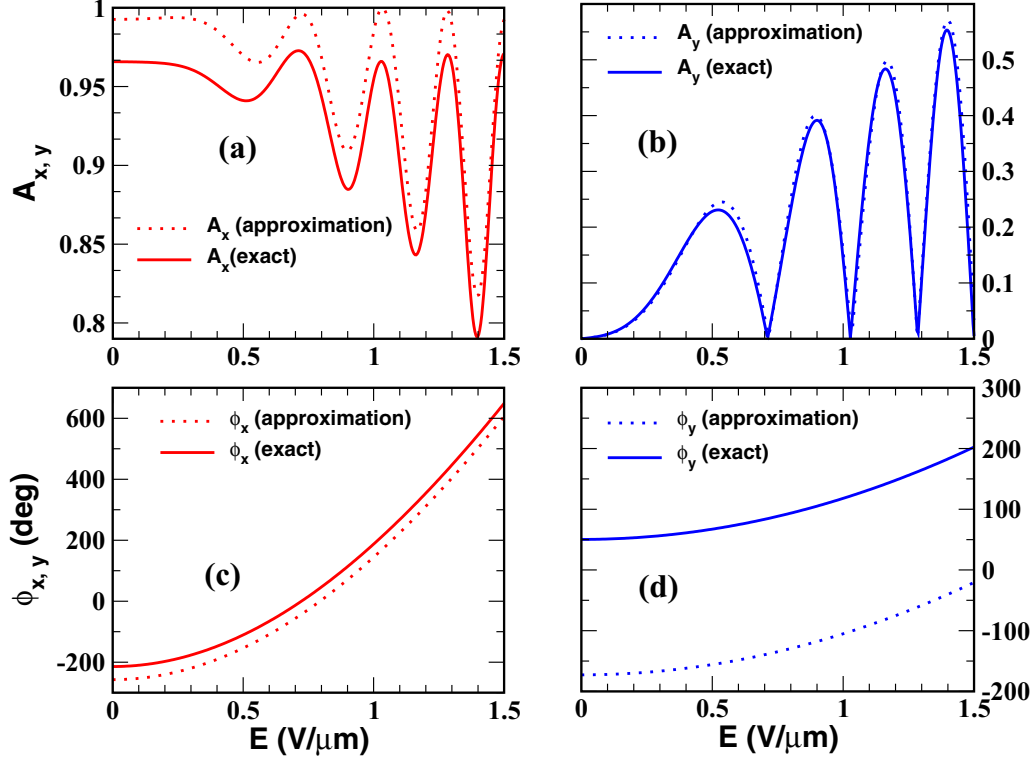 1
0.95
0.9
0.85
0.8
A x, y
(a)
A x (approximation)
A x (exact)
0 0.5 1 1.5
A y (approximation)
A y (exact)
(b)
0.5
0.4
0.3
0.2
0.1
0
0 0.5 1 1.5
600
400
200
0
-200
ϕ x, y (deg)
ϕ x (approximation)
ϕ x (exact)
(c)
0 0.5 1 1.5
E (V/μm)
ϕ y (approximation)
ϕ y (exact)
(d)
300
200
100
0
-100
-200
0 0.5 1 1.5
E (V/μm)